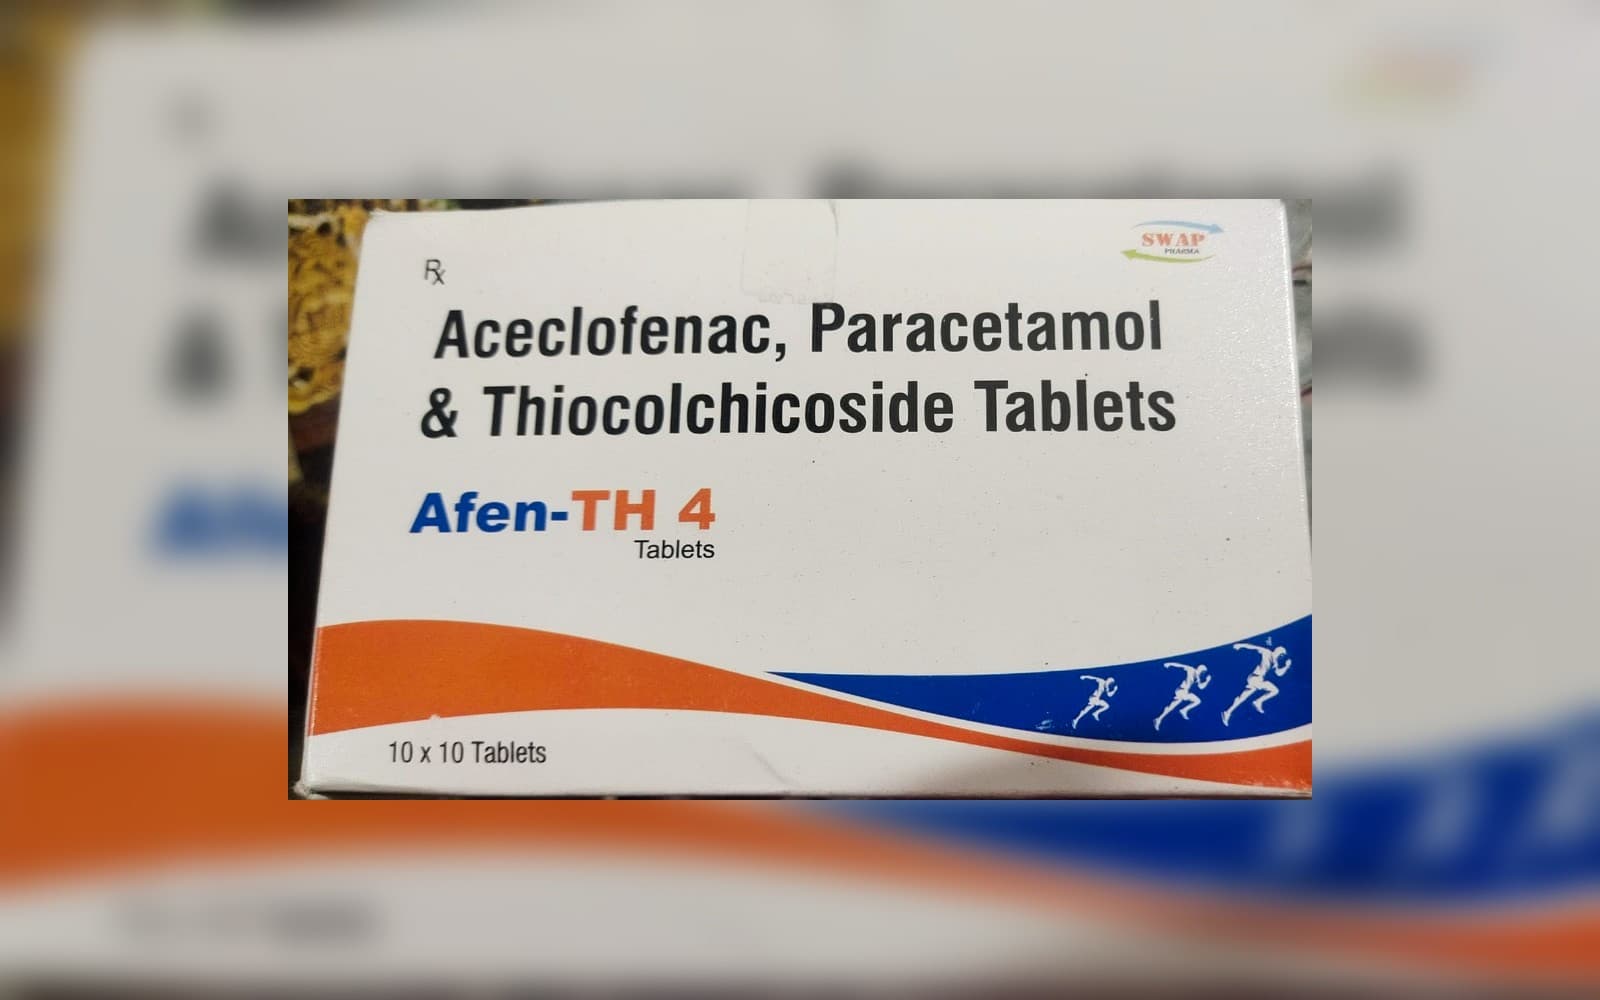 Rx
SWAP
PHARMA
Aceclofenac, Paracetamol
& Thiocolchicoside Tablets
Afen-TH 4
Tablets
10 x 10 Tablets